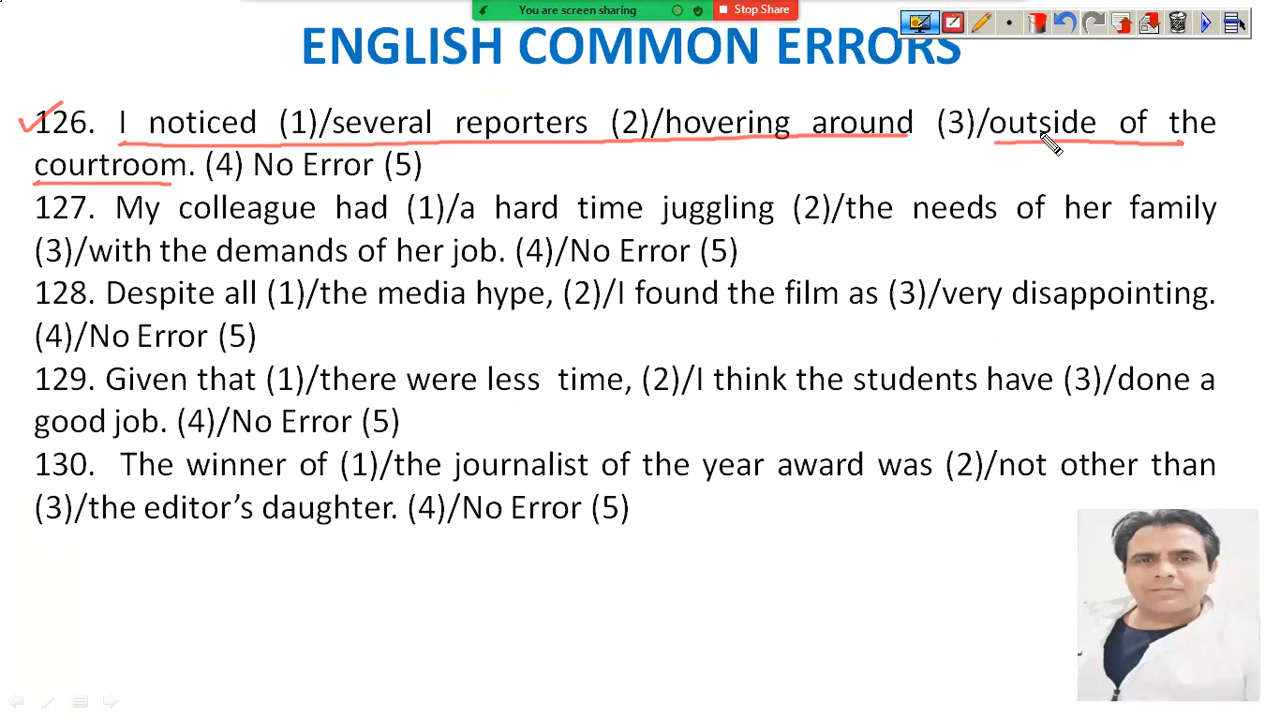 You are screen sharing
Stop Share
ENGLISH COMMON ERRORS
126. I noticed (1)/several reporters (2)/hovering around (3)/outside of the
courtroom. (4) No Error (5)
127. My colleague had (1)/a hard time juggling (2)/the needs of her family
(3)/with the demands of her job. (4)/No Error (5)
128. Despite all (1)/the media hype, (2)/I found the film as (3)/very disappointing.
(4)/No Error (5)
129. Given that (1)/there were less time, (2)/I think the students have (3)/done a
good job. (4)/No Error (5)
130. The winner of (1)/the journalist of the year award was (2)/not other than
(3)/the editor’s daughter. (4)/No Error (5)